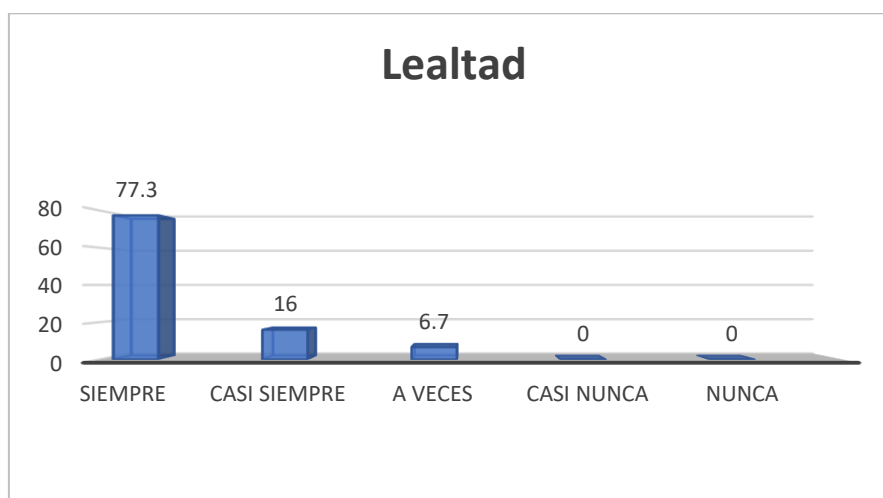 Lealtad
77.3
80
60
40
20
0
16
6.7
0
0
SIEMPRE
CASI SIEMPRE
A VECES
CASI NUNCA
NUNCA